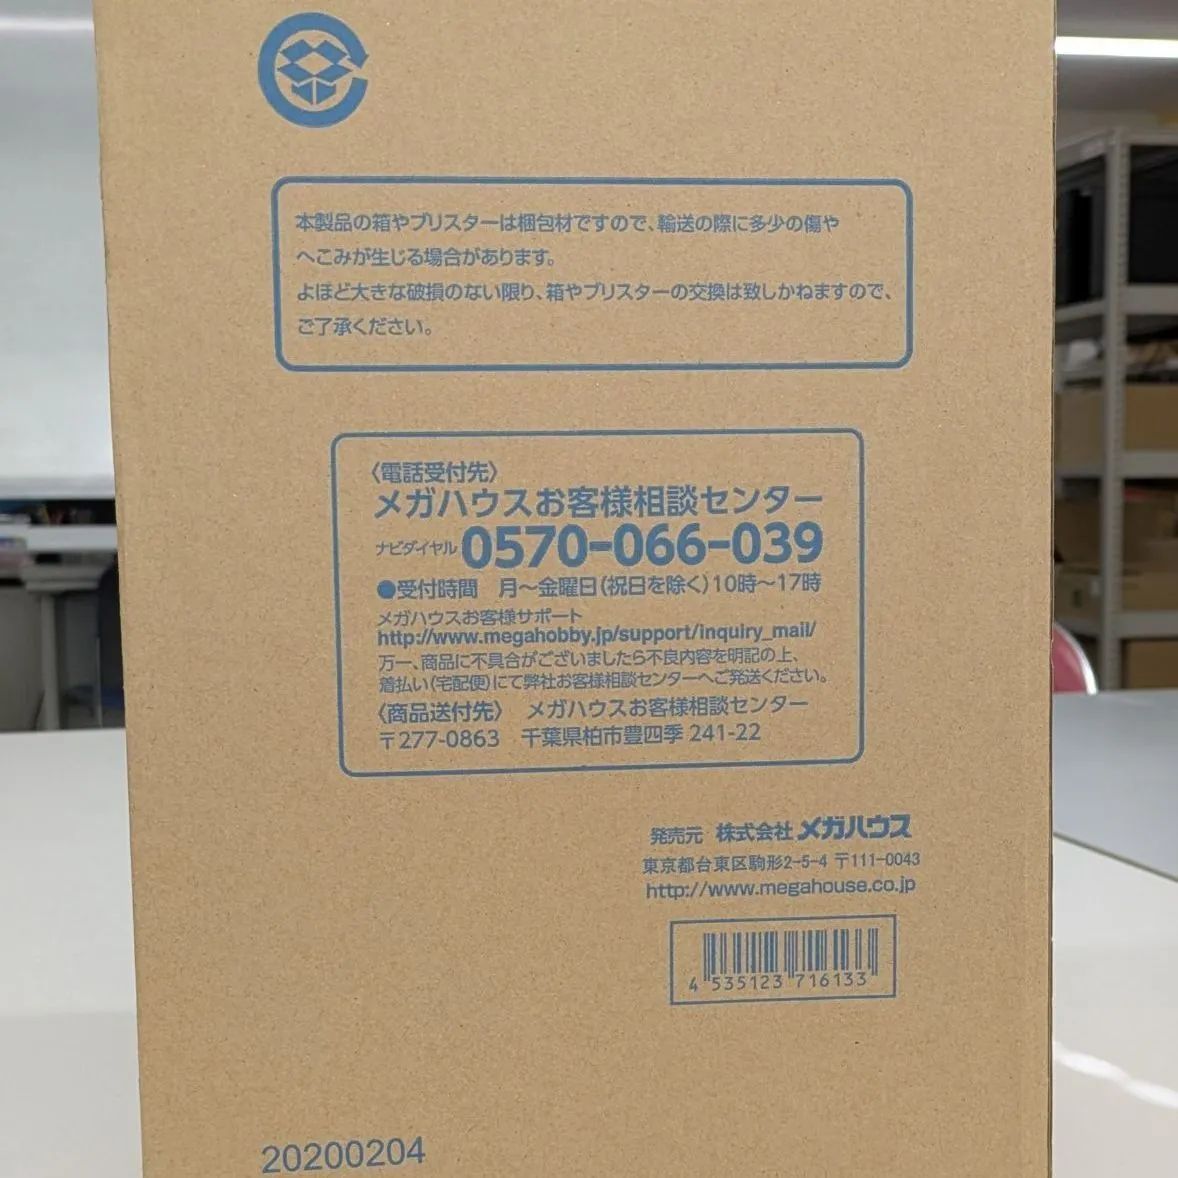 本製品の箱やブリスターは梱包材ですので、輸送の際に多少の傷や
へこみが生じる場合があります。
よほど大きな破損のない限り、箱やブリスターの交換は致しかねますので、
ご了承ください。
〈電話受付先〉
メガハウスお客様相談センター
ナビダイヤル 0570-066-039
●受付時間 月〜金曜日(祝日を除く)10時〜17時
メガハウスお客様サポート
http://www.megahobby.jp/support/inquiry_mail/
万一、商品に不具合がございましたら不良内容を明記の上、
着払い(宅配便)にて弊社お客様相談センターへご発送ください。
〈商品送付先〉 メガハウスお客様相談センター
〒277-0863 千葉県柏市豊四季 241-22
発売元 株式会社メガハウス
東京都台東区駒形2-5-4 〒111-0043
http://www.megahouse.co.jp
4 535123 716133
20200204